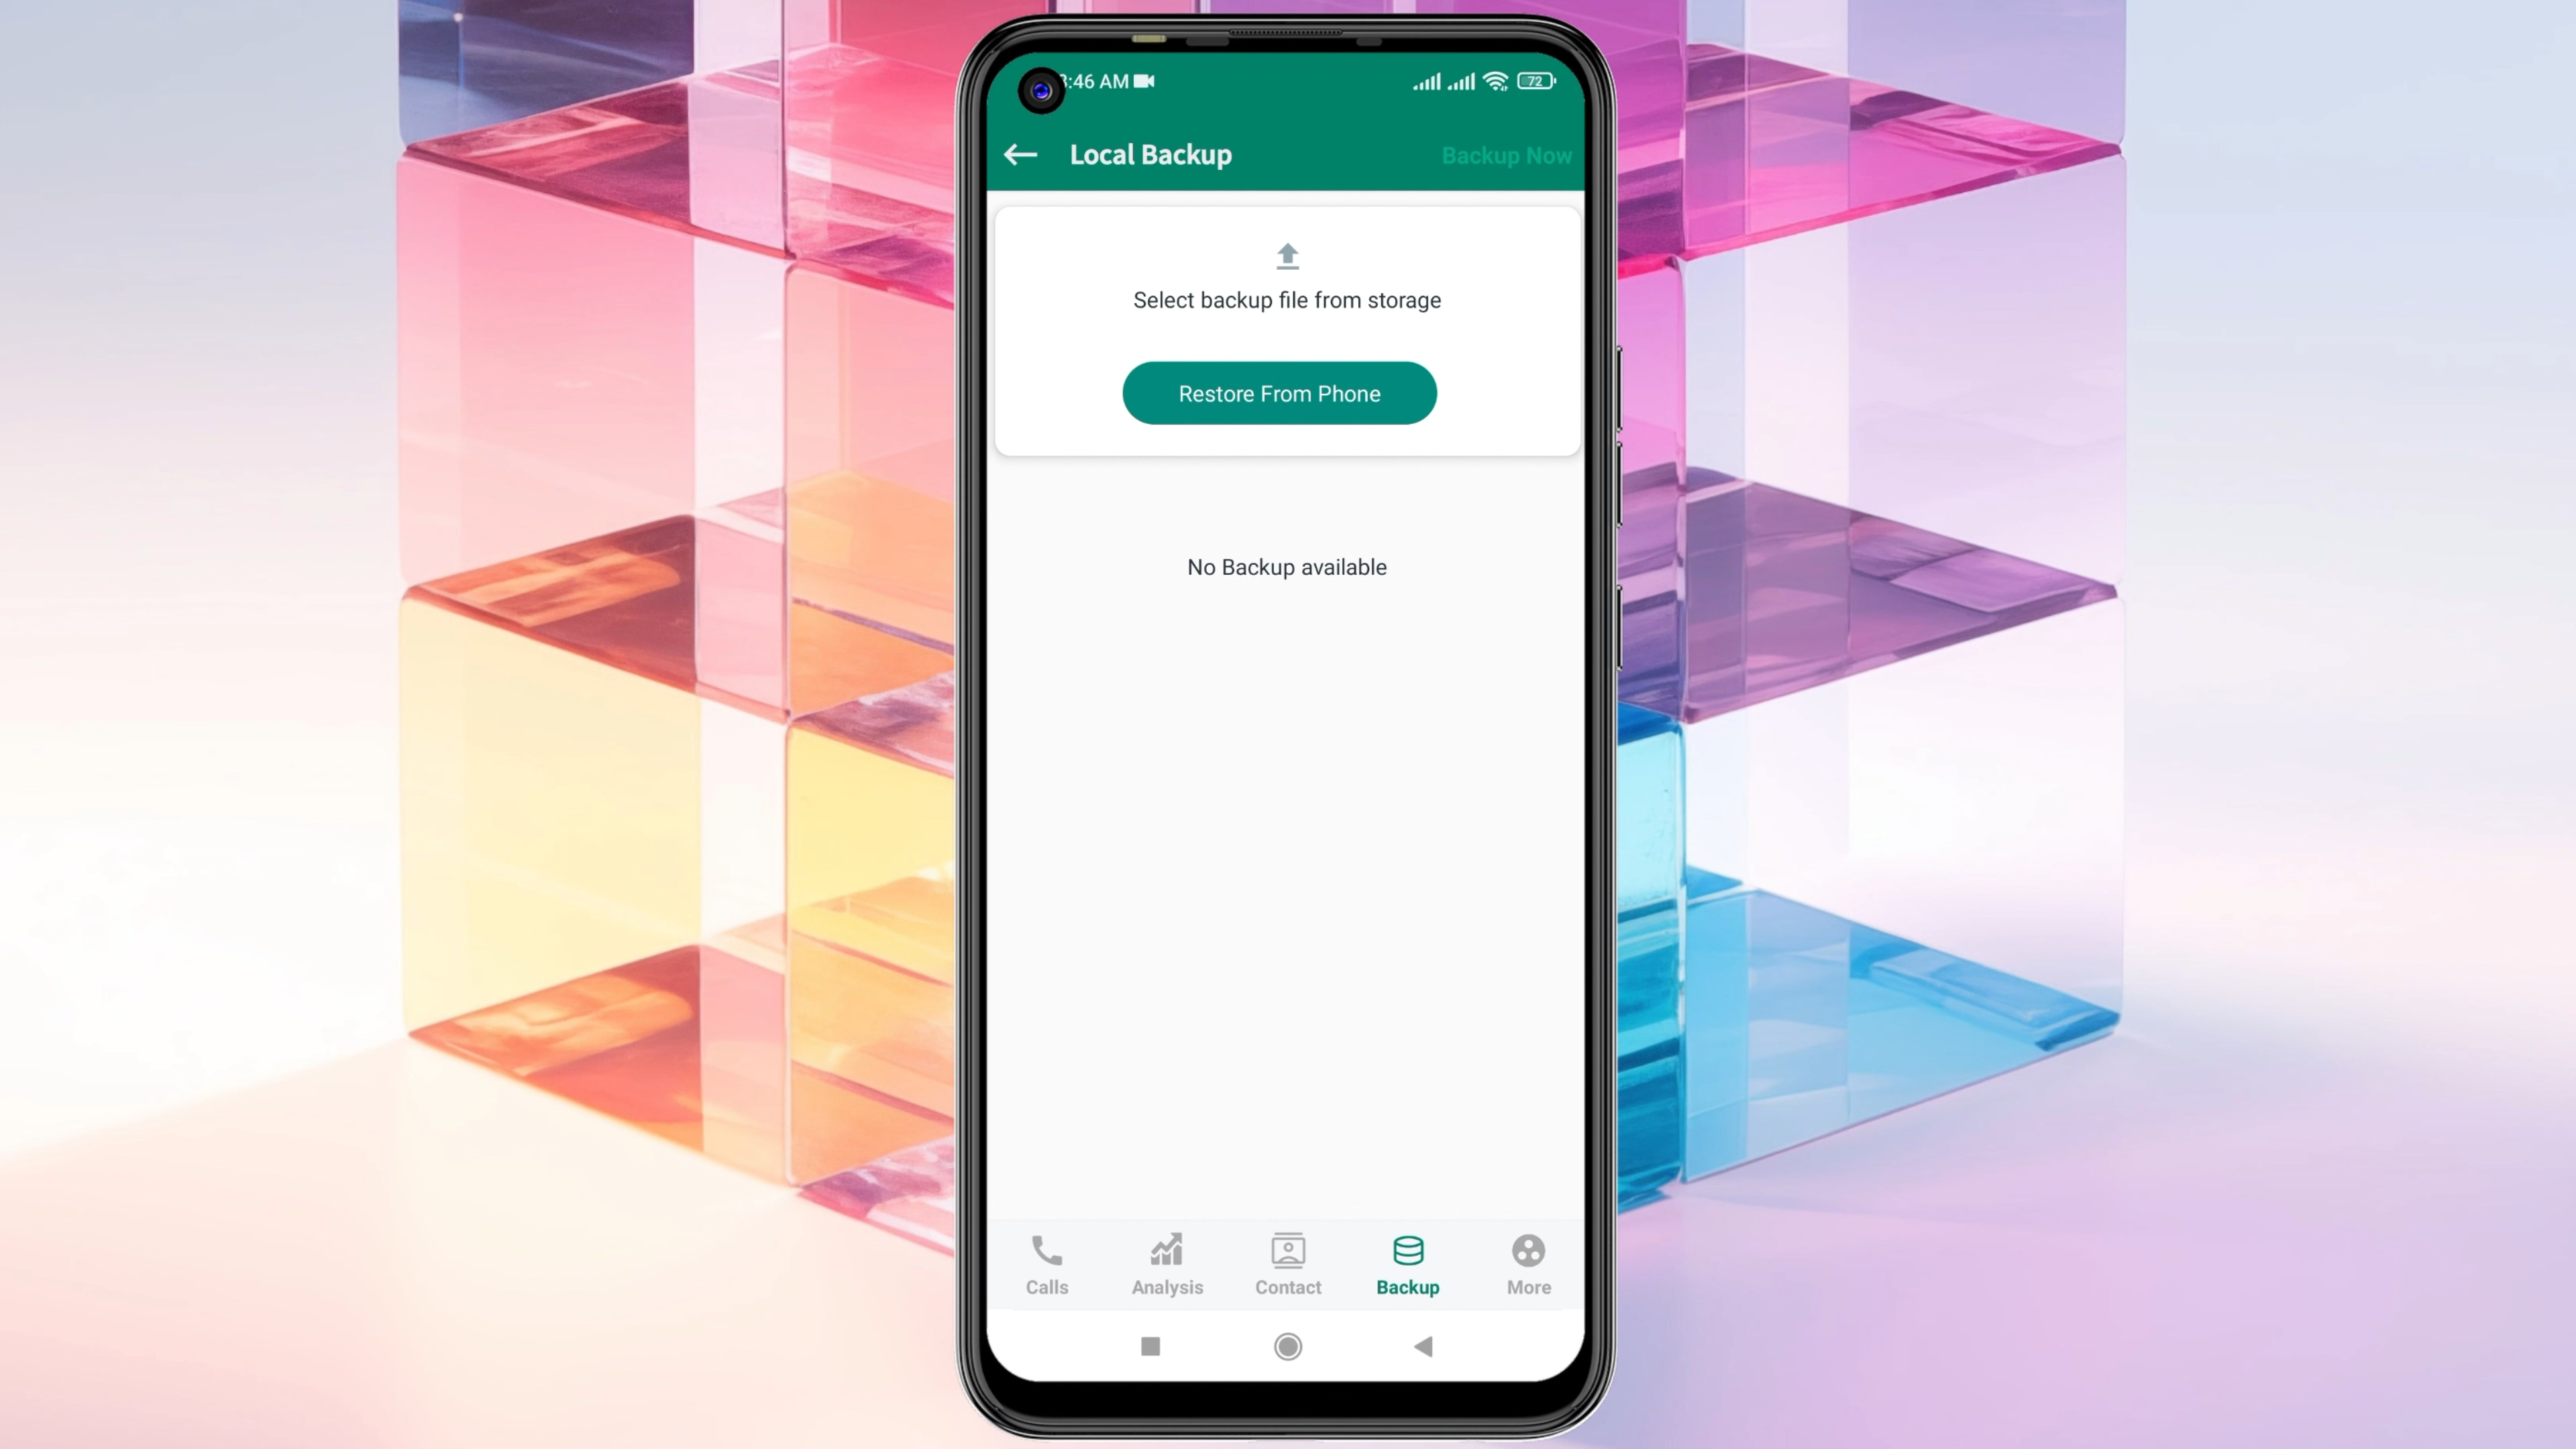 :46 AM
72
Local Backup
Backup Now
Select backup file from storage
Restore From Phone
No Backup available
Calls
Analysis
Contact
Backup
More